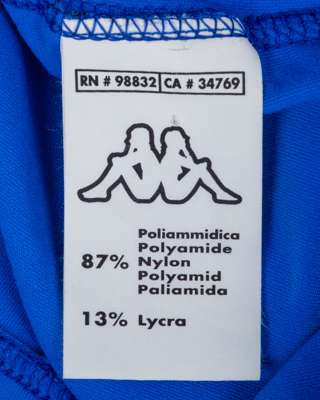 RN # 98832 CA # 34769
Poliammidica
Polyamide
87% Nylon
Polyamid
Paliamida
13% Lycra